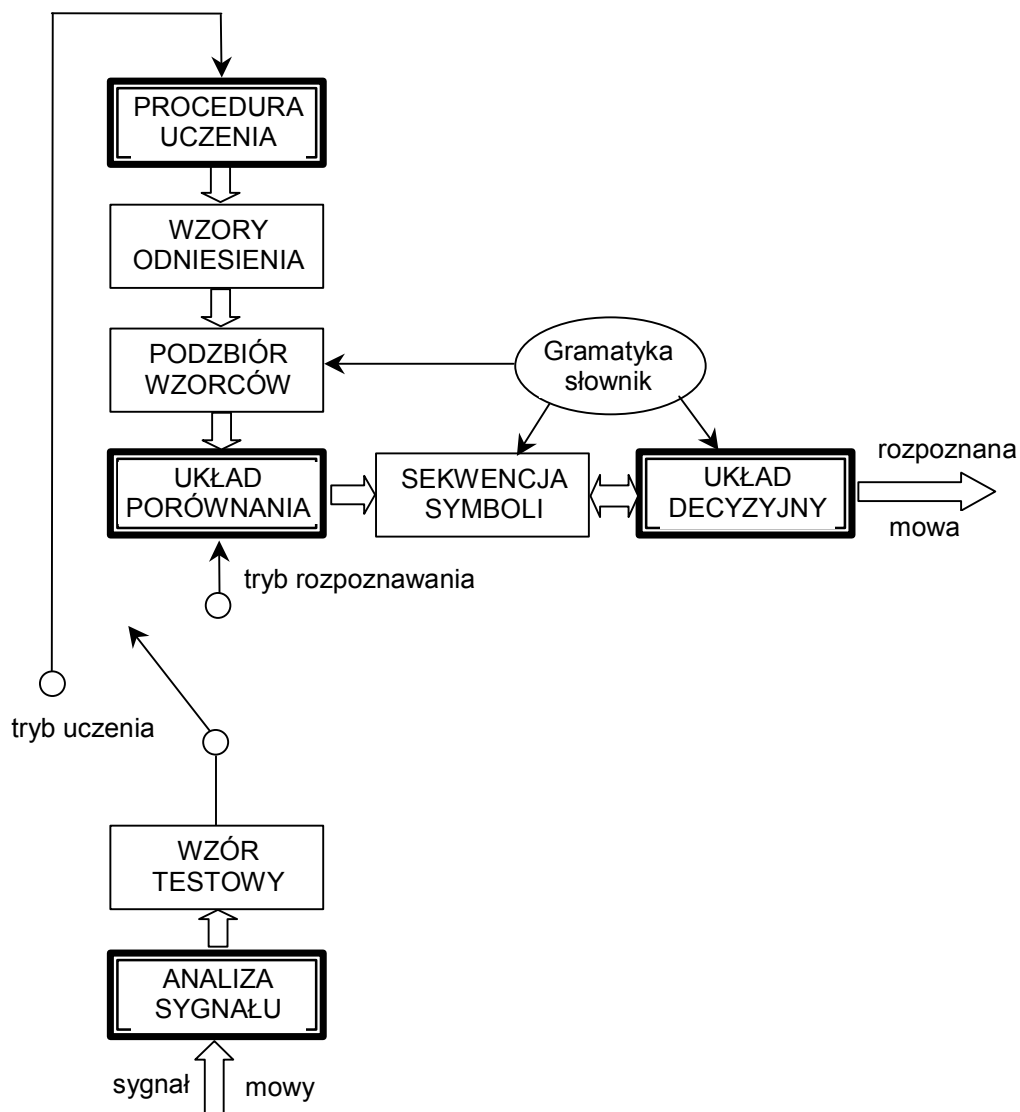 PROCEDURA
UCZENIA
WZORY
ODNIESIENIA
PODZBIÓR
WZORCÓW
Gramatyka
słownik
UKŁAD
PORÓWNANIA
SEKWENCJA
SYMBOLI
UKŁAD
DECYZYJNY
rozpoznana
mowa
tryb rozpoznawania
tryb uczenia
WZÓR
TESTOWY
ANALIZA
SYGNAŁU
sygnał mowy